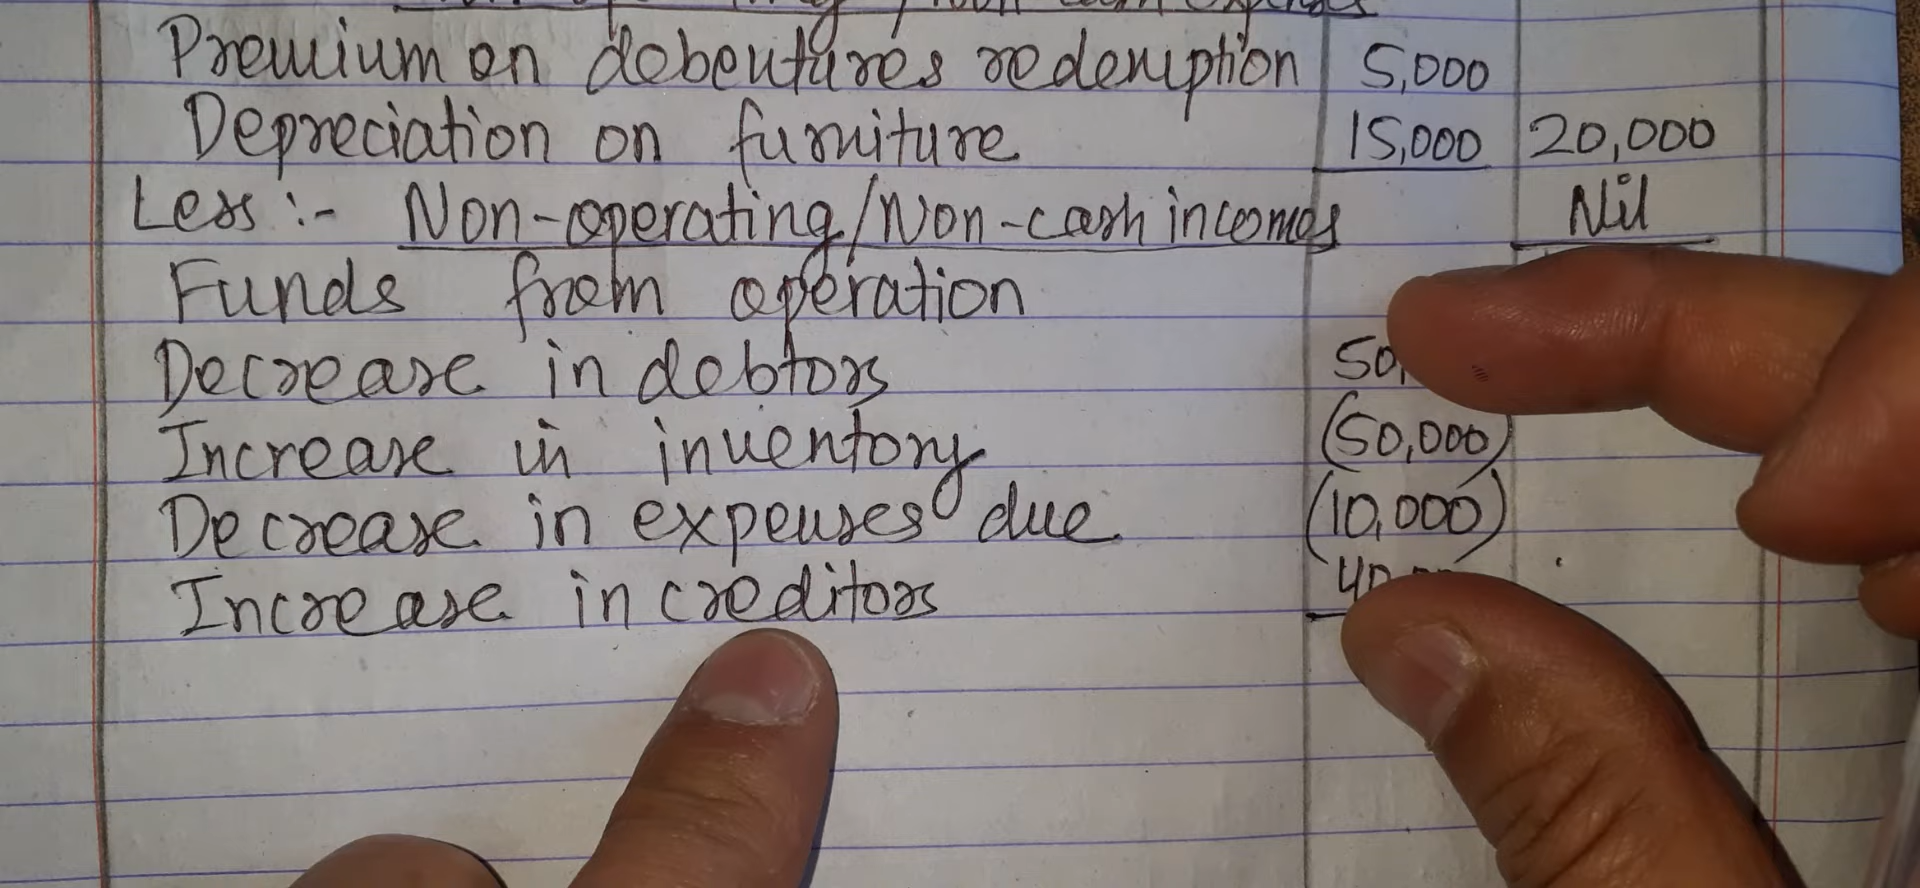 Premium on debentures redemption 5,000
Depreciation on furniture 15,000 20,000
Less :- Non-operating/Non-cash incomes Nil
Funds from operation
Decrease in debtors 50,
Increase in inventory (50,000)
Decrease in expenses due (10,000)
Increase in creditors